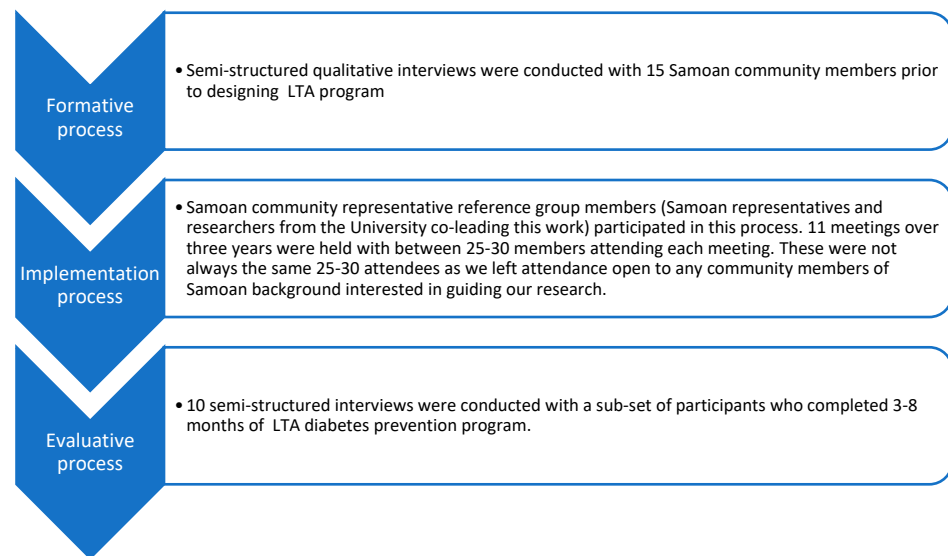 Formative
process
• Semi-structured qualitative interviews were conducted with 15 Samoan community members prior
to designing  LTA program
Implementation
process
• Samoan community representative reference group members (Samoan representatives and
researchers from the University co-leading this work) participated in this process. 11 meetings over
three years were held with between 25-30 members attending each meeting. These were not
always the same 25-30 attendees as we left attendance open to any community members of
Samoan background interested in guiding our research.
Evaluative
process
• 10 semi-structured interviews were conducted with a sub-set of participants who completed 3-8
months of  LTA diabetes prevention program.